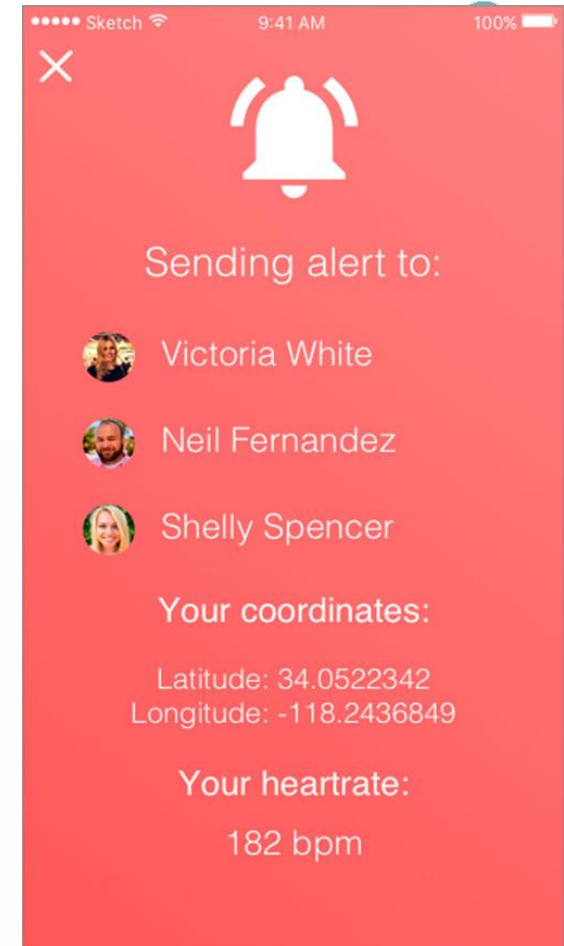 Sketch 9:41 AM 100%
Sending alert to:
Victoria White
Neil Fernandez
Shelly Spencer
Your coordinates:
Latitude: 34.0522342
Longitude: -118.2436849
Your heartrate:
182 bpm